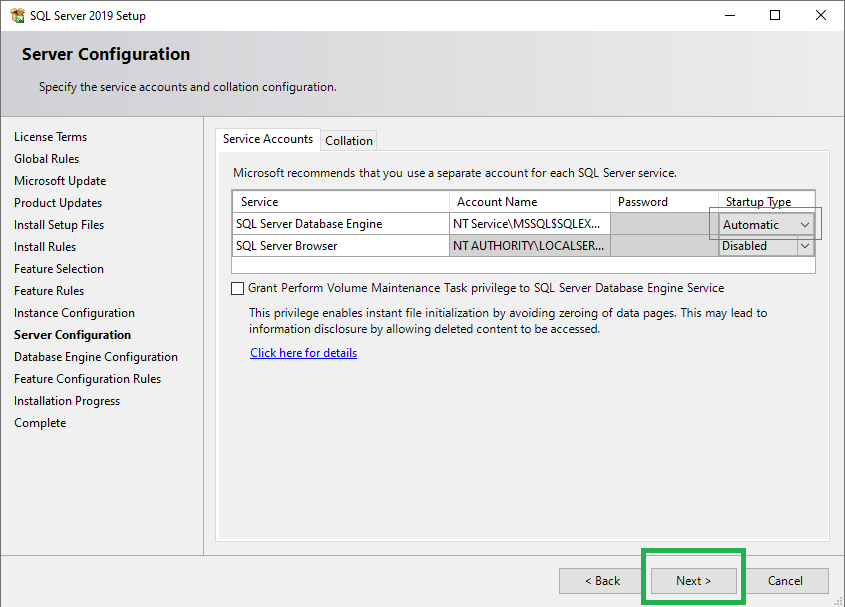 SQL Server 2019 Setup
Server Configuration
Specify the service accounts and collation configuration.
License Terms
Global Rules
Microsoft Update
Product Updates
Install Setup Files
Install Rules
Feature Selection
Feature Rules
Instance Configuration
Server Configuration
Database Engine Configuration
Feature Configuration Rules
Installation Progress
Complete
Service Accounts Collation
Microsoft recommends that you use a separate account for each SQL Server service.
Service Account Name Password Startup Type
SQL Server Database Engine NT Service\MSSQL$SQLEX... Automatic
SQL Server Browser NT AUTHORITY\LOCALSER... Disabled
Grant Perform Volume Maintenance Task privilege to SQL Server Database Engine Service
This privilege enables instant file initialization by avoiding zeroing of data pages. This may lead to
information disclosure by allowing deleted content to be accessed.
Click here for details
< Back Next > Cancel